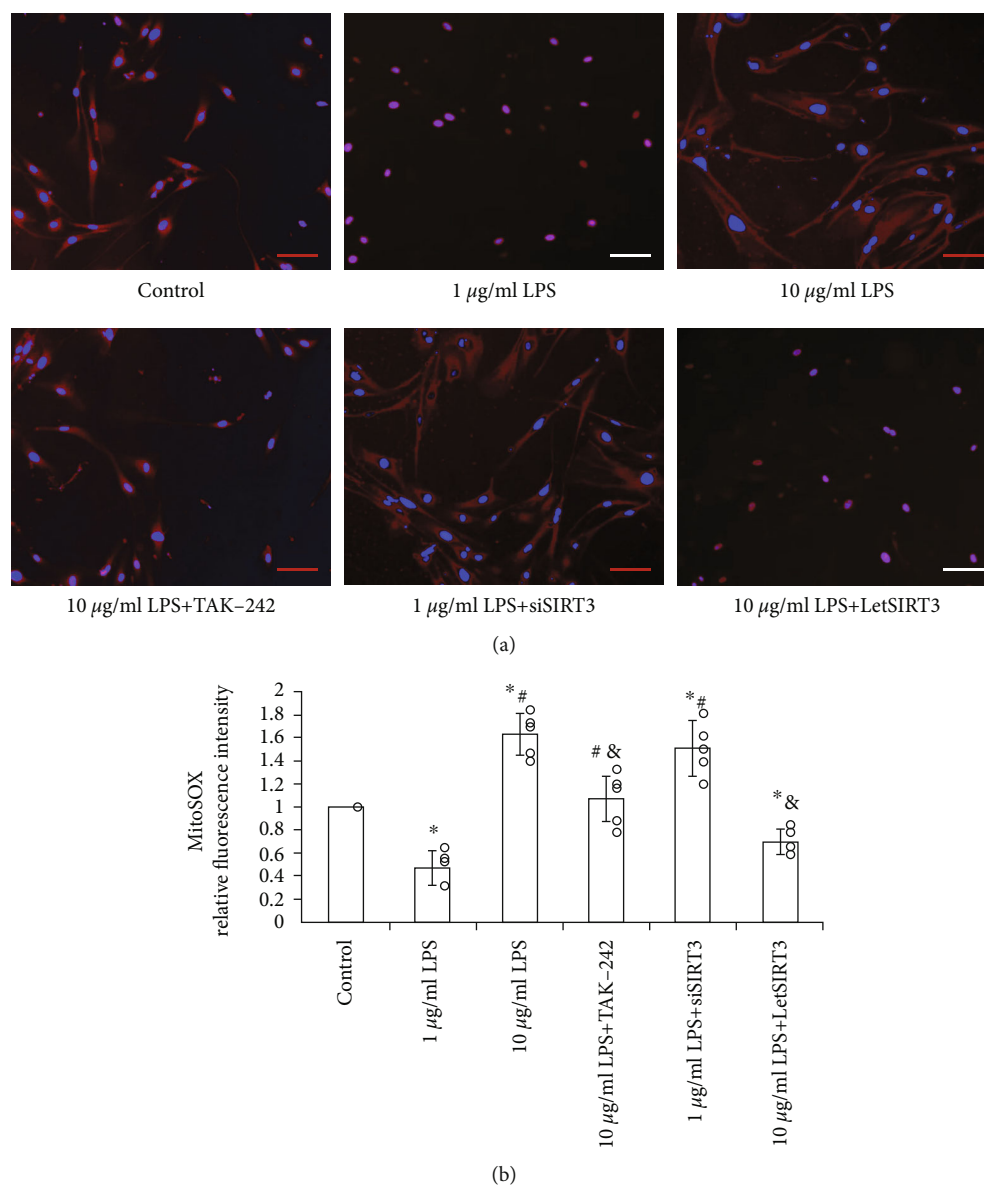 Control
1 µg/ml LPS
10 µg/ml LPS
10 µg/ml LPS+TAK–242
1 µg/ml LPS+siSIRT3
10 µg/ml LPS+LetSIRT3
(a)
MitoSOX
relative fluorescence intensity
2
1.8
1.6
1.4
1.2
1
0.8
0.6
0.4
0.2
0
*
*#
# &
*#
* &
Control
1 µg/ml LPS
10 µg/ml LPS
10 µg/ml LPS+TAK–242
1 µg/ml LPS+siSIRT3
10 µg/ml LPS+LetSIRT3
(b)